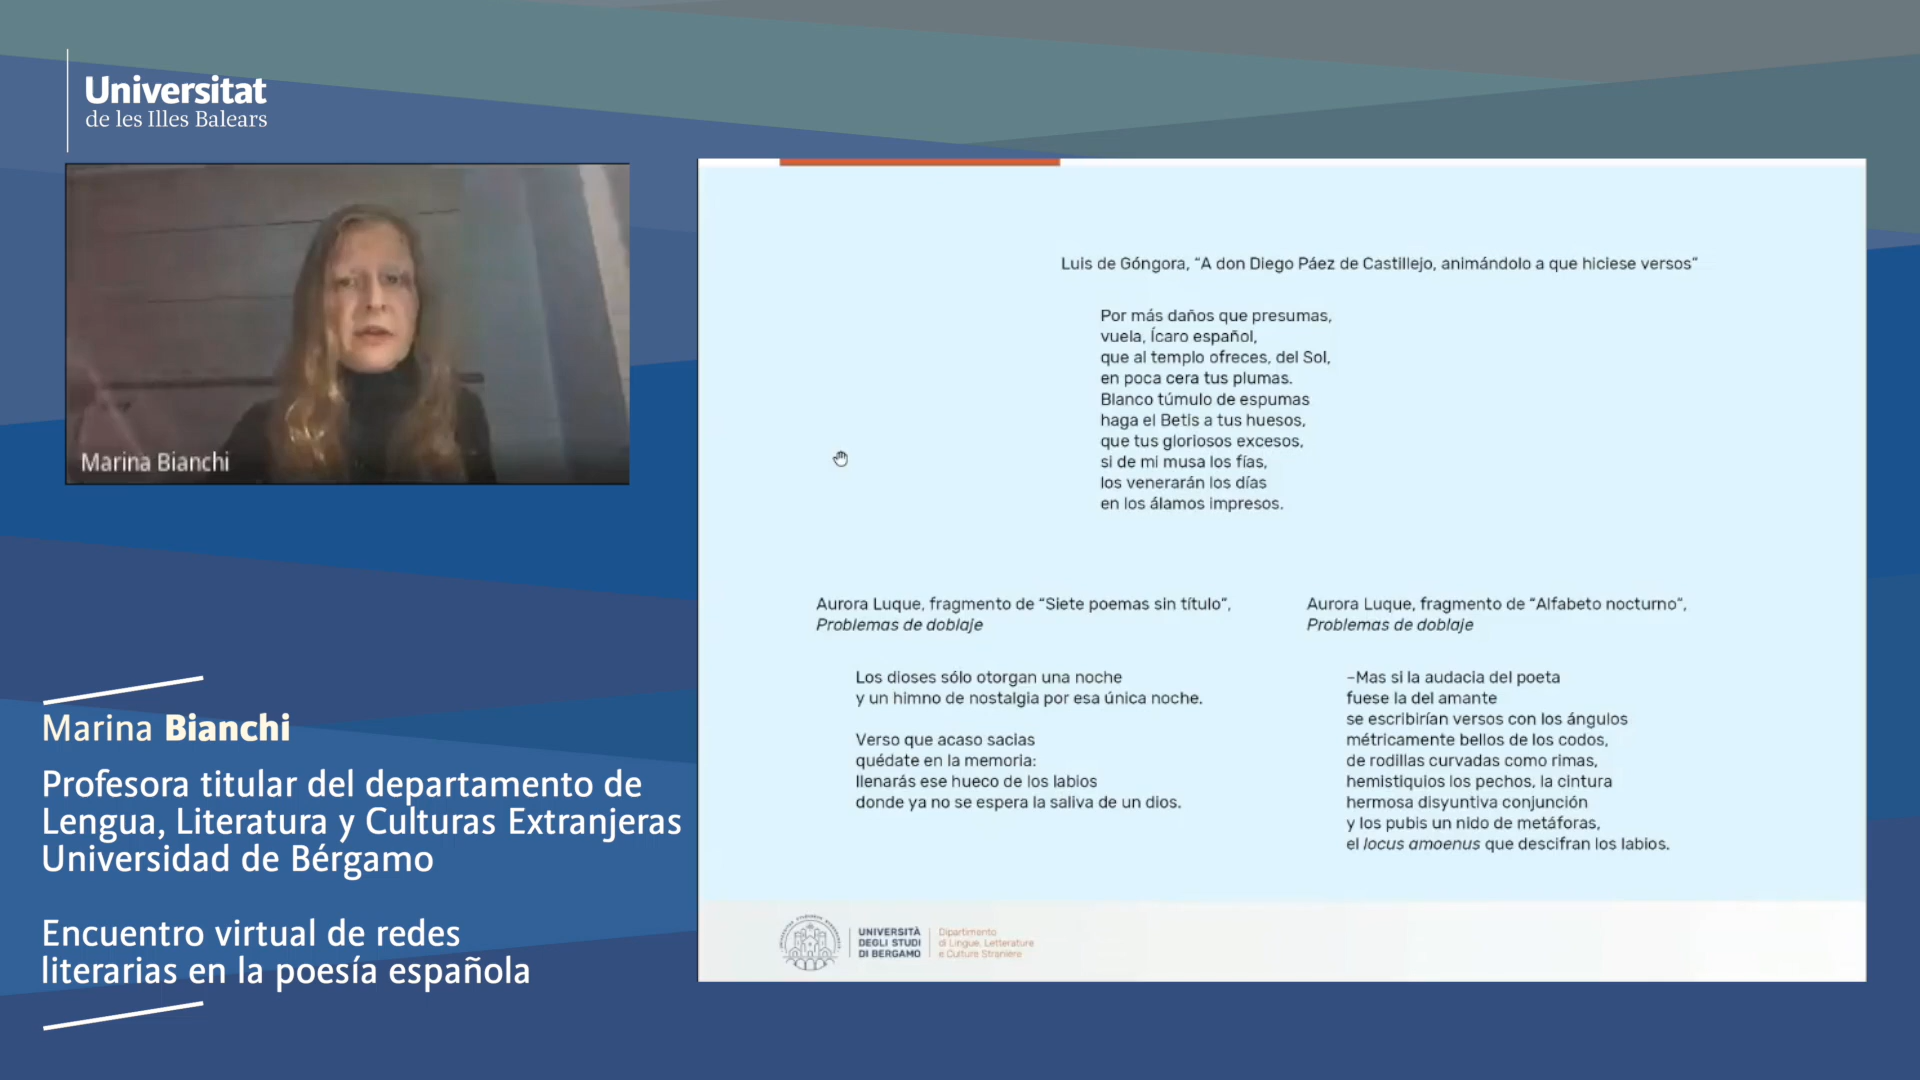 Universitat
de les Illes Balears
Marina Bianchi
Marina Bianchi
Profesora titular del departamento de
Lengua, Literatura y Culturas Extranjeras
Universidad de Bérgamo
Encuentro virtual de redes
literarias en la poesía española
Luis de Góngora, “A don Diego Páez de Castillejo, animándolo a que hiciese versos”
Por más daños que presumas,
vuela, Ícaro español,
que al templo ofreces, del Sol,
en poca cera tus plumas.
Blanco túmulo de espumas
haga el Betis a tus huesos,
que tus gloriosos excesos,
si de mi musa los fías,
los venerarán los días
en los álamos impresos.
Aurora Luque, fragmento de “Siete poemas sin título”,
Problemas de doblaje
Los dioses sólo otorgan una noche
y un himno de nostalgia por esa única noche.
Verso que acaso sacias
quédate en la memoria:
llenarás ese hueco de los labios
donde ya no se espera la saliva de un dios.
Aurora Luque, fragmento de “Alfabeto nocturno”,
Problemas de doblaje
–Mas si la audacia del poeta
fuese la del amante
se escribirían versos con los ángulos
métricamente bellos de los codos,
de rodillas curvadas como rimas,
hemistiquios los pechos, la cintura
hermosa disyuntiva conjunción
y los pubis un nido de metáforas,
el locus amoenus que descifran los labios.
UNIVERSITÀ
DEGLI STUDI
DI BERGAMO
Dipartimento
di Lingue, Letterature
e Culture Straniere